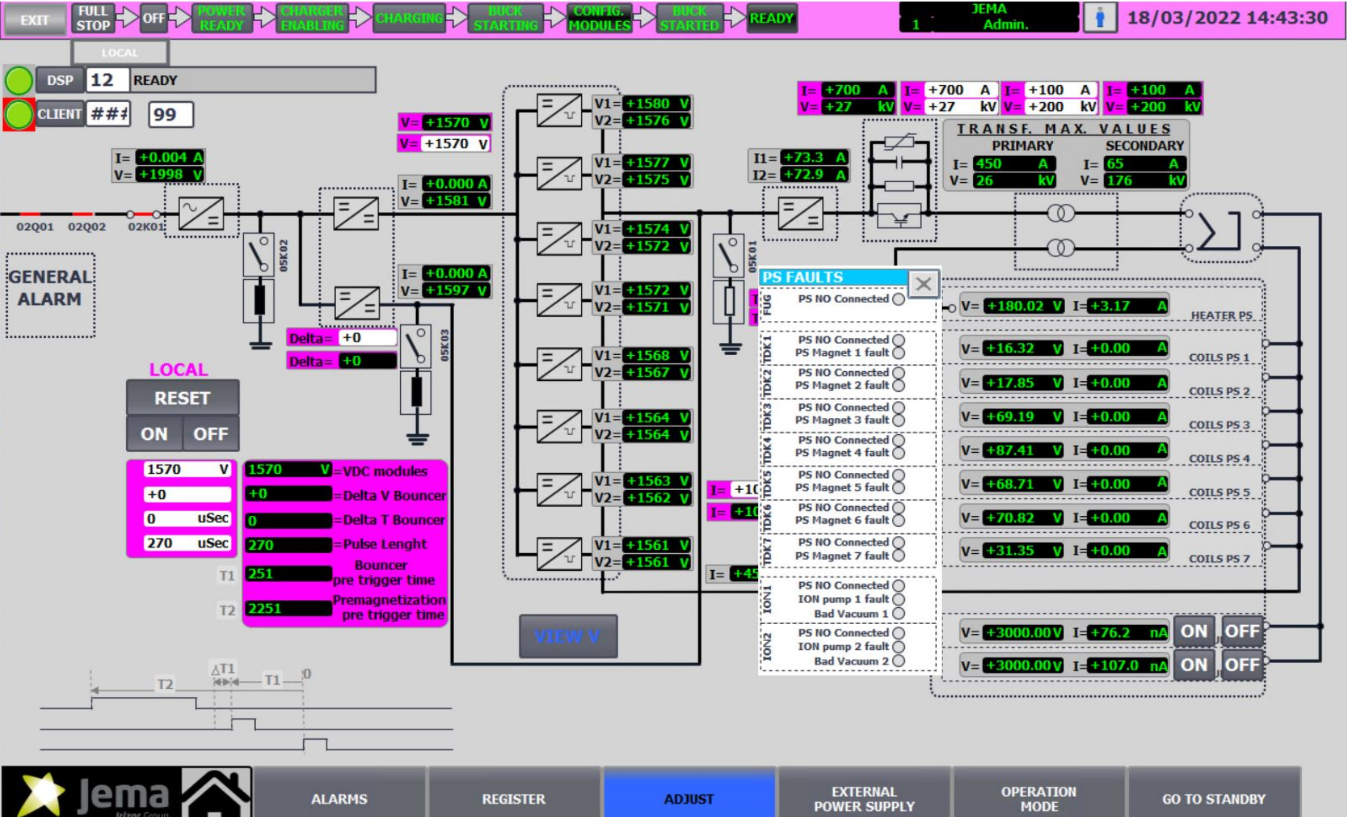 EXIT
FULL STOP
OFF
POWER READY
CHARGER ENABLING
CHARGING
BUCK STARTING
CONFIG. MODULES
BUCK STARTED
READY
JEMA
1 Admin.
18/03/2022 14:43:30
LOCAL
DSP 12 READY
CLIENT ### 99
I= +0.004 A
V= +1998 V
V= +1570 V
V= +1570 V
I= +0.000 A
V= +1581 V
I= +0.000 A
V= +1597 V
02Q01 02Q02 02K01
05K02
05K03
05K01
GENERAL
ALARM
Delta= +0
Delta= +0
V1= +1580 V
V2= +1576 V
V1= +1577 V
V2= +1575 V
V1= +1574 V
V2= +1572 V
V1= +1572 V
V2= +1571 V
V1= +1568 V
V2= +1567 V
V1= +1564 V
V2= +1564 V
V1= +1563 V
V2= +1562 V
V1= +1561 V
V2= +1561 V
I1= +73.3 A
I2= +72.9 A
I= +700 A I= +700 A I= +100 A I= +100 A
V= +27 kV V= +27 kV V= +200 kV V= +200 kV
TRANSF. MAX. VALUES
PRIMARY SECONDARY
I= 450 A I= 65 A
V= 26 kV V= 176 kV
LOCAL
RESET
ON OFF
1570 V 1570 V =VDC modules
+0 +0 =Delta V Bouncer
0 uSec 0 =Delta T Bouncer
270 uSec 270 =Pulse Lenght
T1 251 Bouncer
pre trigger time
T2 2251 Premagnetization
pre trigger time
I= +10
I= +10
I= +45
VIEW V
T2 ΔT1 T1 0
PS FAULTS
FUG PS NO Connected
TDK1 PS NO Connected
PS Magnet 1 fault
TDK2 PS NO Connected
PS Magnet 2 fault
TDK3 PS NO Connected
PS Magnet 3 fault
TDK4 PS NO Connected
PS Magnet 4 fault
TDK5 PS NO Connected
PS Magnet 5 fault
TDK6 PS NO Connected
PS Magnet 6 fault
TDK7 PS NO Connected
PS Magnet 7 fault
ION1 PS NO Connected
ION pump 1 fault
Bad Vacuum 1
ION2 PS NO Connected
ION pump 2 fault
Bad Vacuum 2
V= +180.02 V I=+3.17 A HEATER PS
V= +16.32 V I=+0.00 A COILS PS 1
V= +17.85 V I=+0.00 A COILS PS 2
V= +69.19 V I=+0.00 A COILS PS 3
V= +87.41 V I=+0.00 A COILS PS 4
V= +68.71 V I=+0.00 A COILS PS 5
V= +70.82 V I=+0.00 A COILS PS 6
V= +31.35 V I=+0.00 A COILS PS 7
V= +3000.00V I=+76.2 nA ON OFF
V= +3000.00V I=+107.0 nA ON OFF
Jema
Irizar Group
ALARMS
REGISTER
ADJUST
EXTERNAL
POWER SUPPLY
OPERATION
MODE
GO TO STANDBY